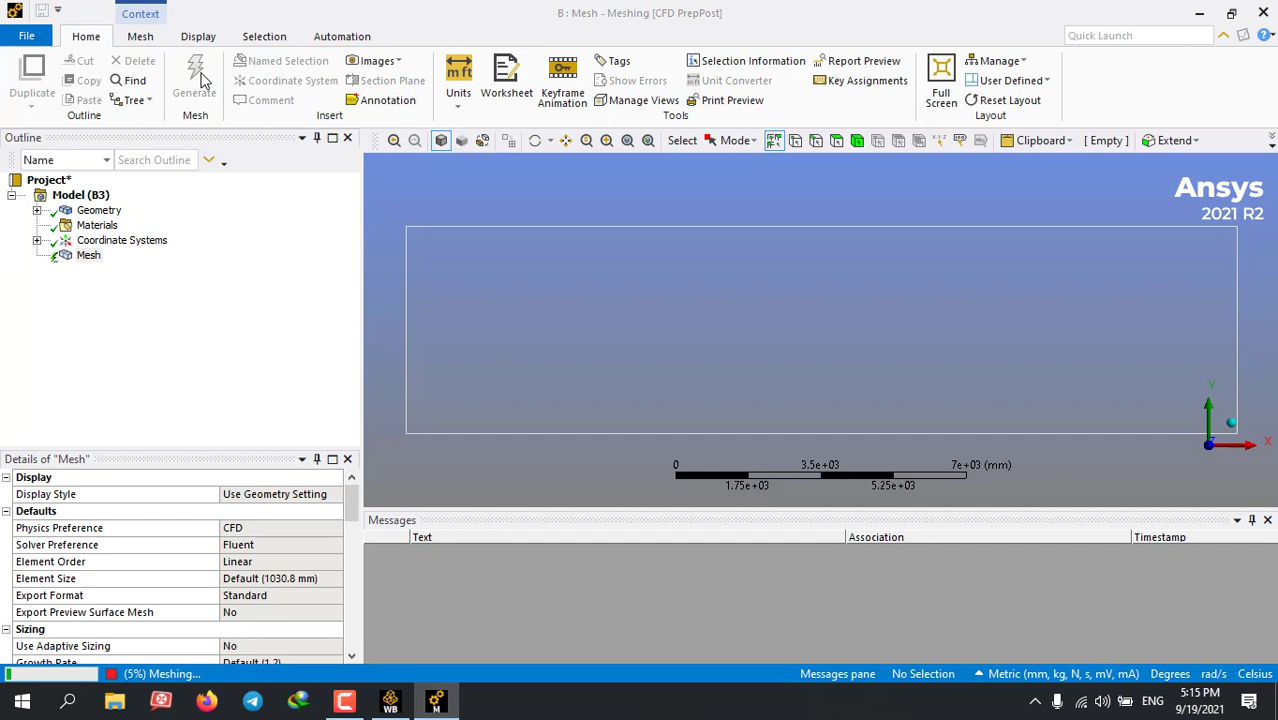 Context
B: Mesh - Meshing [CFD PrepPost]
File
Home
Mesh
Display
Selection
Automation
Quick Launch
Duplicate
Cut
Copy
Paste
Delete
Find
Tree
Outline
Generate
Mesh
Named Selection
Coordinate System
Comment
Images
Section Plane
Annotation
Insert
m ft
Units
Worksheet
Keyframe
Animation
Tags
Show Errors
Manage Views
Selection Information
Unit Converter
Print Preview
Report Preview
Key Assignments
Tools
Full
Screen
Manage
User Defined
Reset Layout
Layout
Outline
Name
Search Outline
Select
Mode
Clipboard
[ Empty ]
Extend
Project*
Model (B3)
Geometry
Materials
Coordinate Systems
Mesh
Ansys
2021 R2
Y
X
Z
0
3.5e+03
7e+03 (mm)
1.75e+03
5.25e+03
Details of "Mesh"
Display
Display Style
Use Geometry Setting
Defaults
Physics Preference
CFD
Solver Preference
Fluent
Element Order
Linear
Element Size
Default (1030.8 mm)
Export Format
Standard
Export Preview Surface Mesh
No
Sizing
Use Adaptive Sizing
No
Growth Rate
Default (1.2)
Messages
Text
Association
Timestamp
(5%) Meshing...
Messages pane
No Selection
Metric (mm, kg, N, s, mV, mA)
Degrees
rad/s
Celsius
WB
M
ENG
5:15 PM
9/19/2021